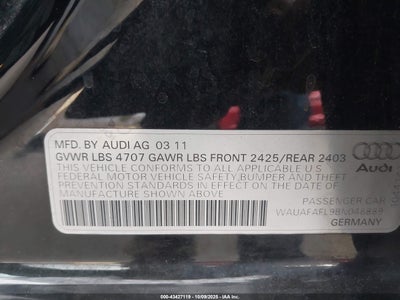 MFD. BY AUDI AG 03 11
GVWR LBS 4707 GAWR LBS FRONT 2425/REAR 2403
THIS VEHICLE CONFORMS TO ALL APPLICABLE U.S.
FEDERAL MOTOR VEHICLE SAFETY, BUMPER, AND
THEFT PREVENTION STANDARDS IN EFFECT ON THE DATE OF
MANUFACTURE SHOWN ABOVE.
Audi
PASSENGER CAR
WAUAFAFL9BN046889
GERMANY
000-43427119 - 10/09/2025 - IAA Inc.